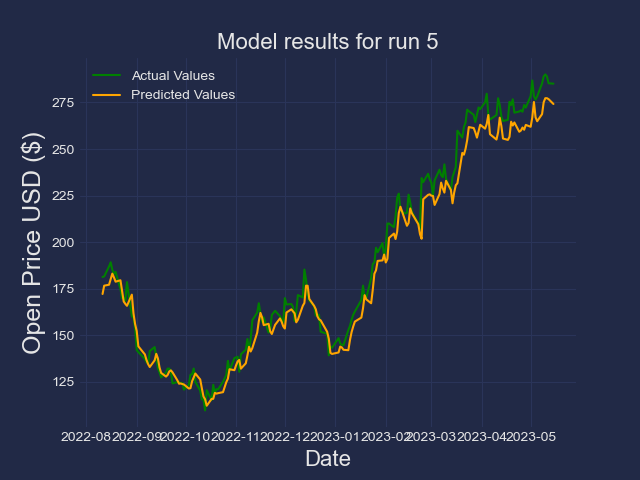 Model results for run 5
Actual Values
Predicted Values
Open Price USD ($)
275
250
225
200
175
150
125
2022-08 2022-09 2022-10 2022-11 2022-12 2023-01 2023-02 2023-03 2023-04 2023-05
Date